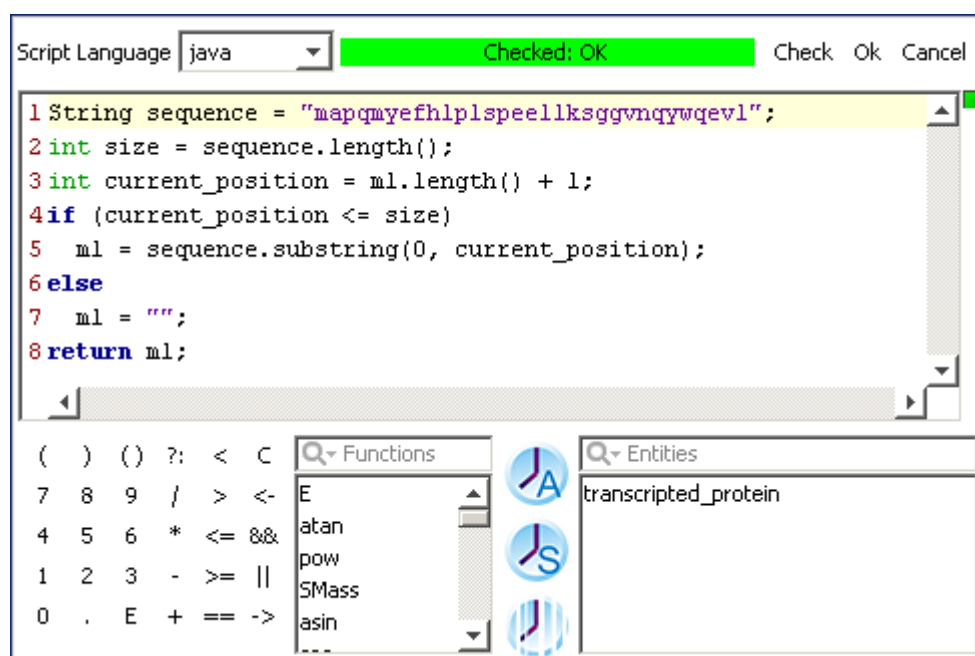 Script Language java Checked: OK Check Ok Cancel
1 String sequence = "mapqmyefhlplspeellksggvnqywqevl";
2 int size = sequence.length();
3 int current_position = ml.length() + 1;
4 if (current_position <= size)
5 ml = sequence.substring(0, current_position);
6 else
7 ml = "";
8 return ml;
( ) () ?: < C Functions Entities
7 8 9 / > <- E A transcripted_protein
4 5 6 * <= && atan
pow S
1 2 3 - >= || SMass
0 . E + == -> asin